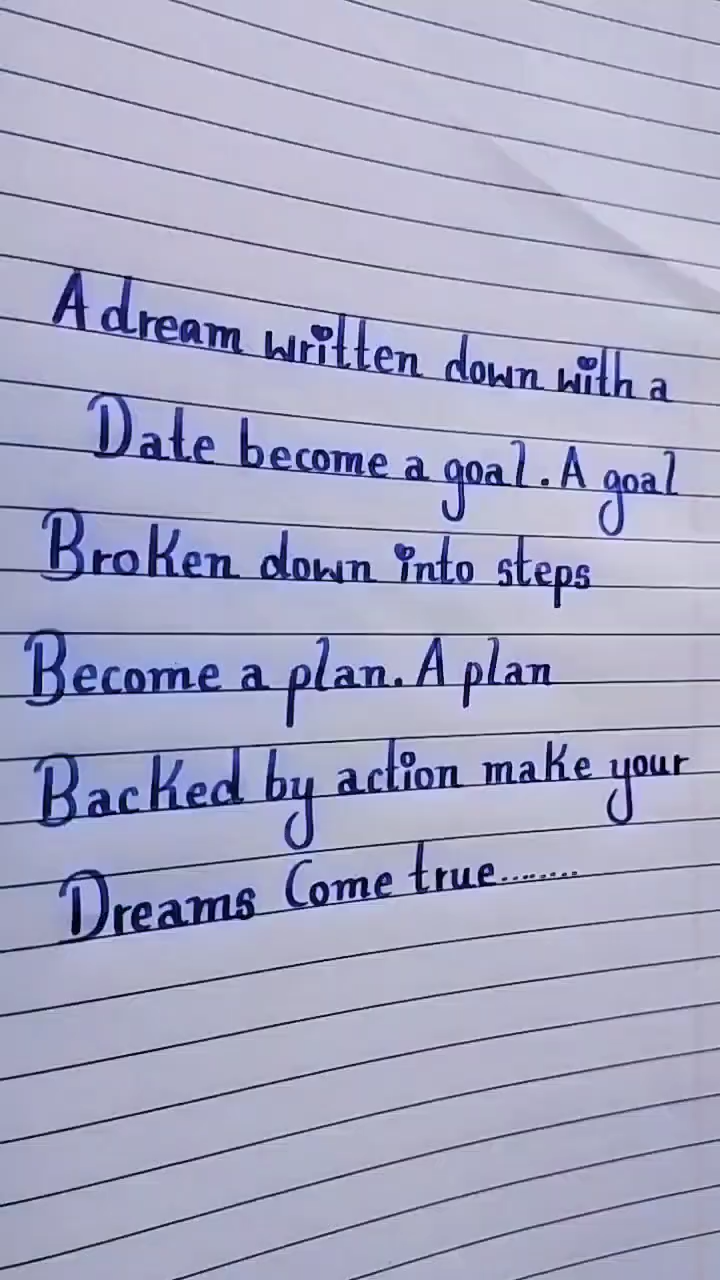 A dream written down with a
Date become a goal. A goal
Broken down into steps
Become a plan. A plan
Backed by action make your
Dreams Come true........